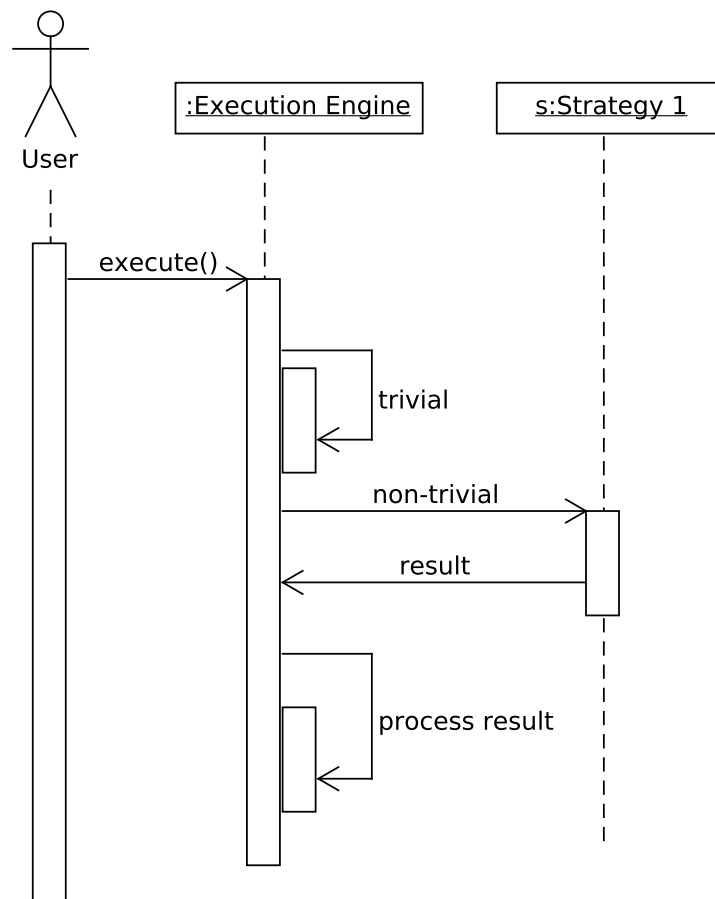 User
:Execution Engine
s:Strategy 1
execute()
trivial
non-trivial
result
process result